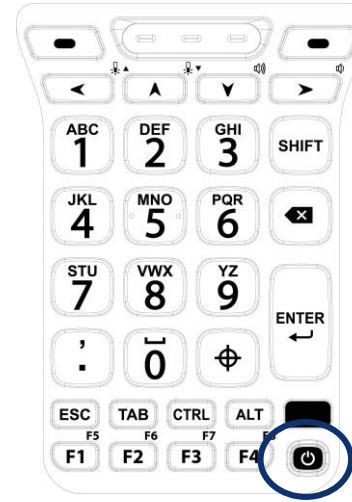 ABC DEF GHI
1 2 3 SHIFT
JKL MNO PQR
4 5 6
STU VWX YZ
7 8 9
ENTER
' . 0
ESC TAB CTRL ALT
F5 F6 F7
F1 F2 F3 F4